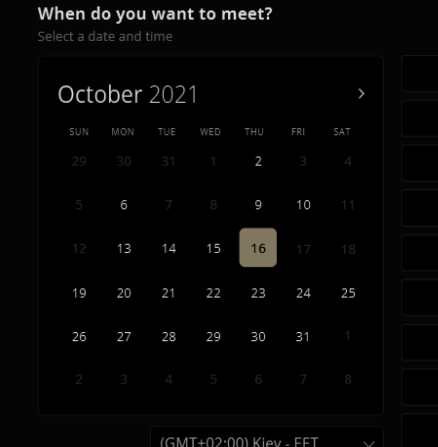 When do you want to meet?
Select a date and time
October 2021
SUN MON TUE WED THU FRI SAT
29 30 31 1 2 3 4
5 6 7 8 9 10 11
12 13 14 15 16 17 18
19 20 21 22 23 24 25
26 27 28 29 30 31 1
2 3 4 5 6 7 8
(GMT+02:00) Kiev - EET